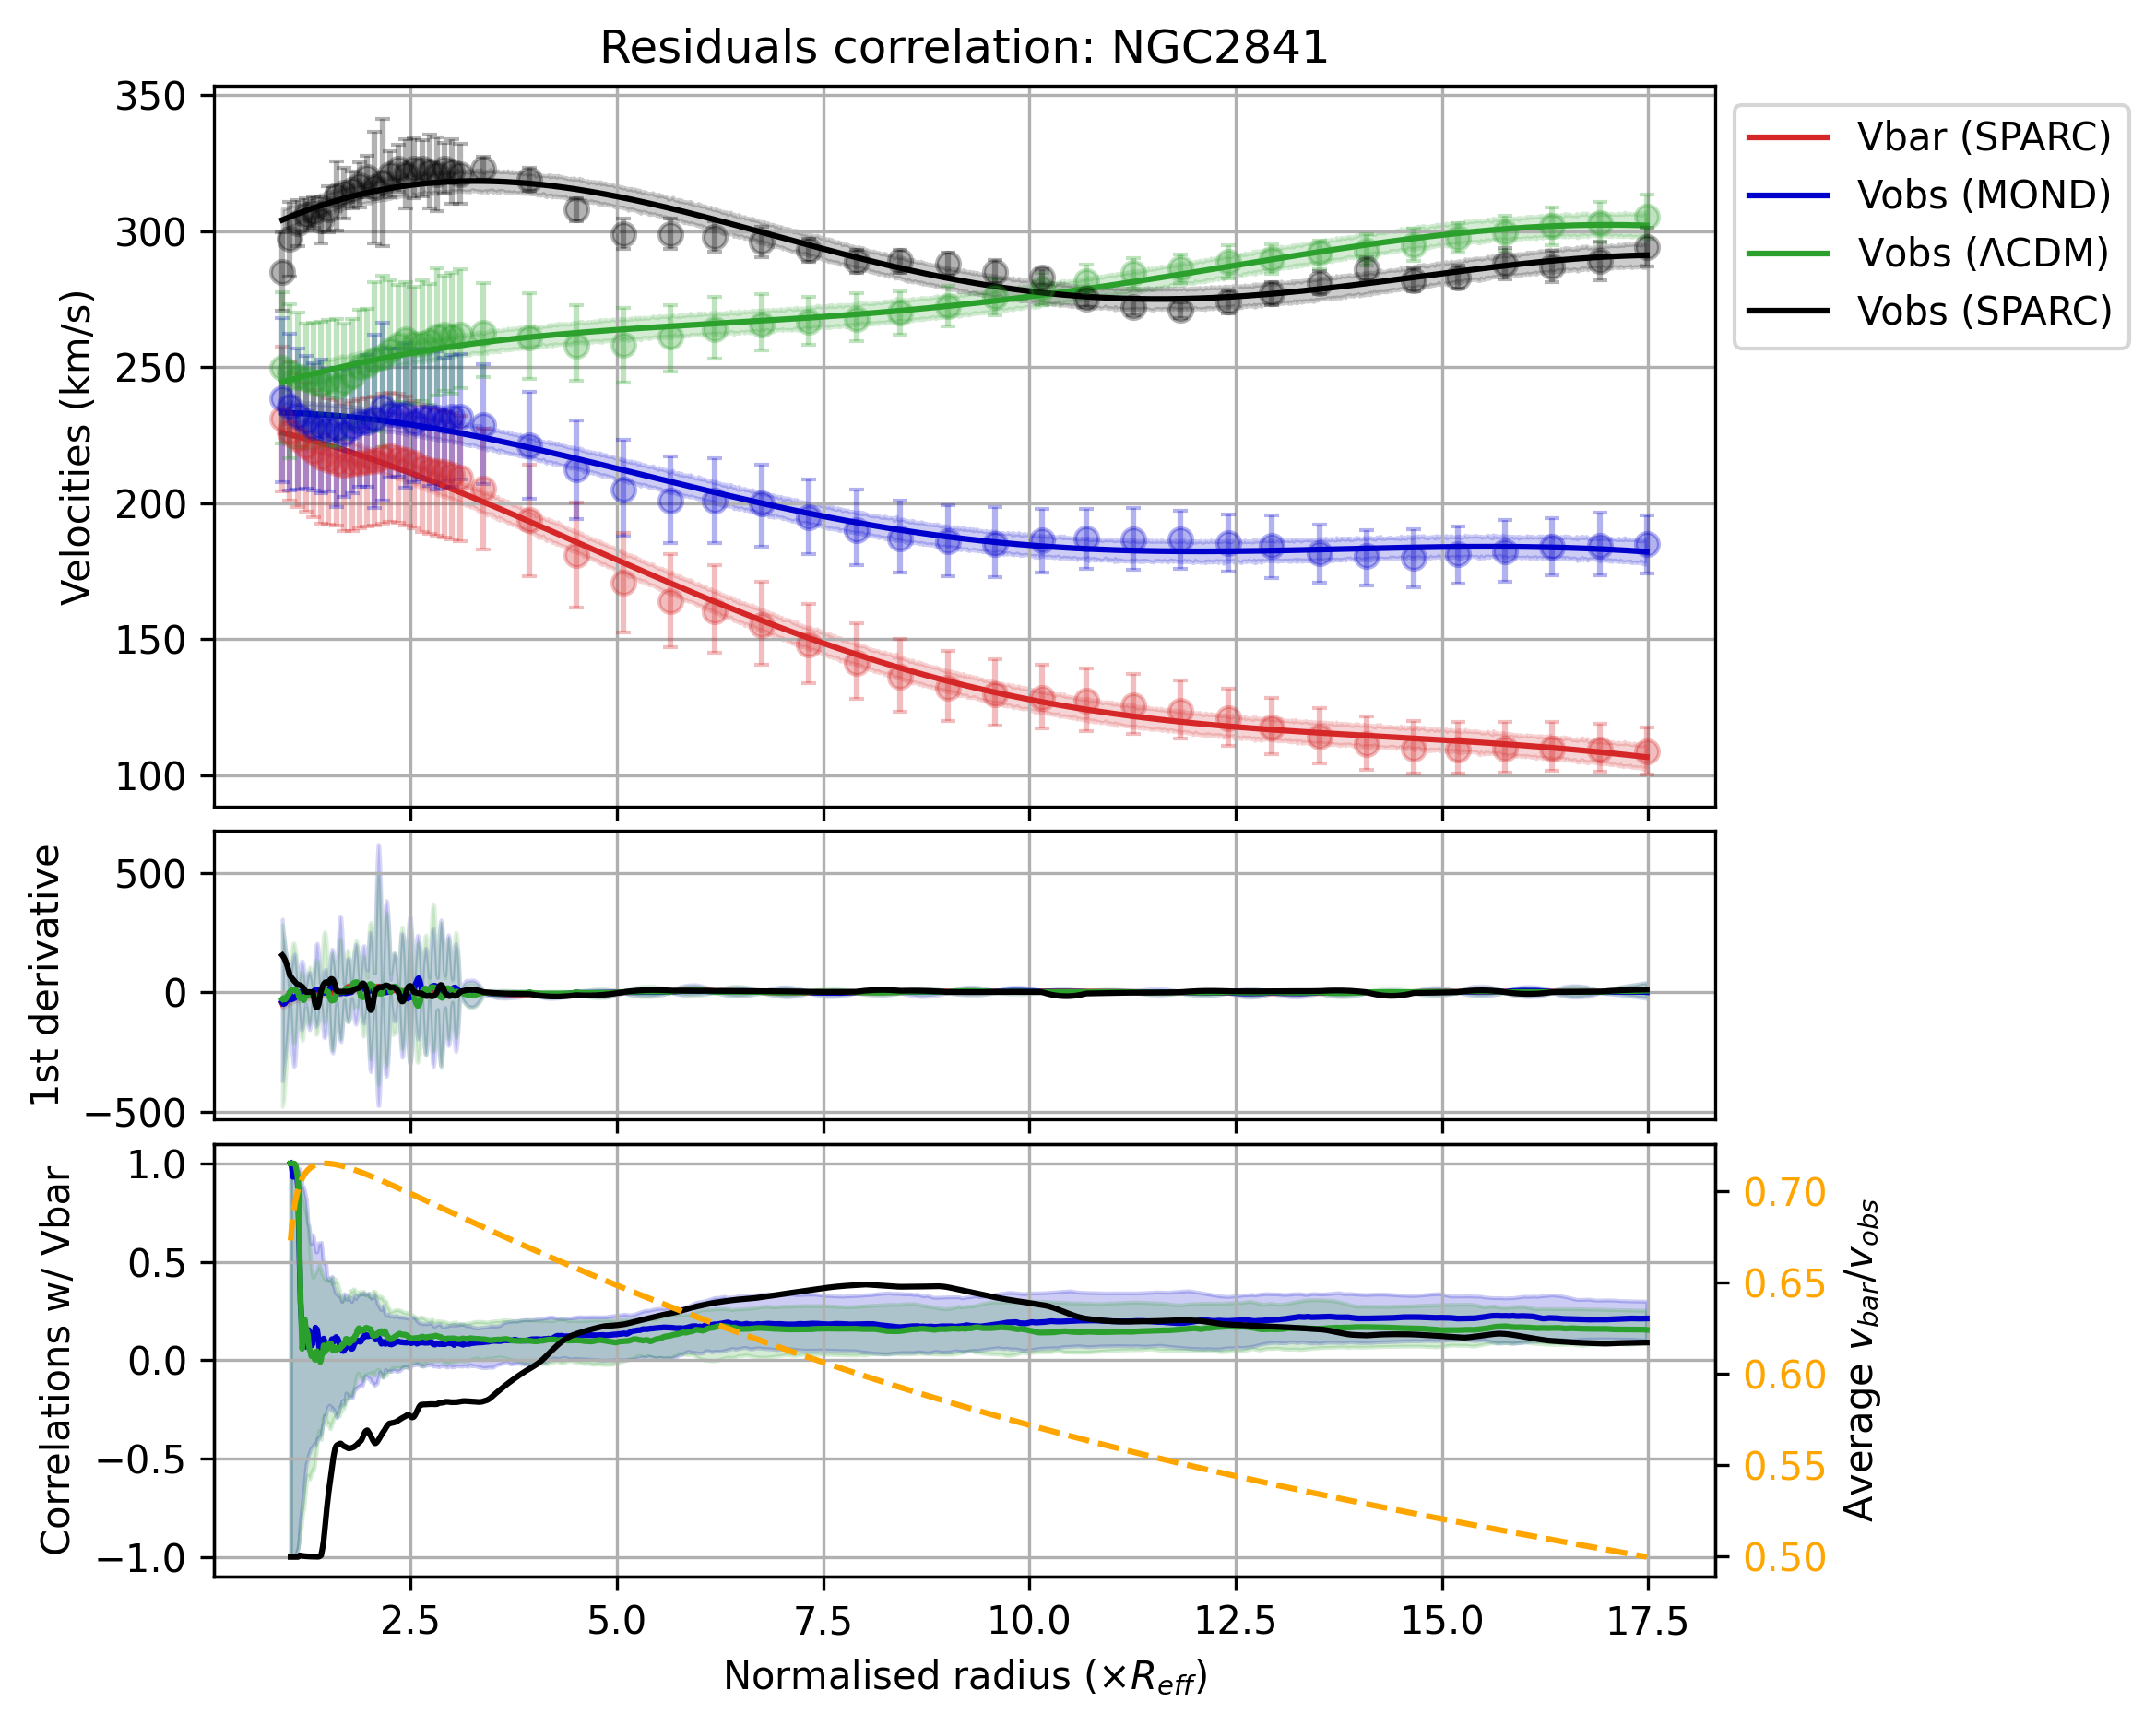 Residuals correlation: NGC2841
350
300
250
200
150
100
Velocities (km/s)
Vbar (SPARC)
Vobs (MOND)
Vobs (ΛCDM)
Vobs (SPARC)
500
0
−500
1st derivative
1.0
0.5
0.0
−0.5
−1.0
Correlations w/ Vbar
0.70
0.65
0.60
0.55
0.50
Average v_bar/v_obs
2.5 5.0 7.5 10.0 12.5 15.0 17.5
Normalised radius (×R_eff)